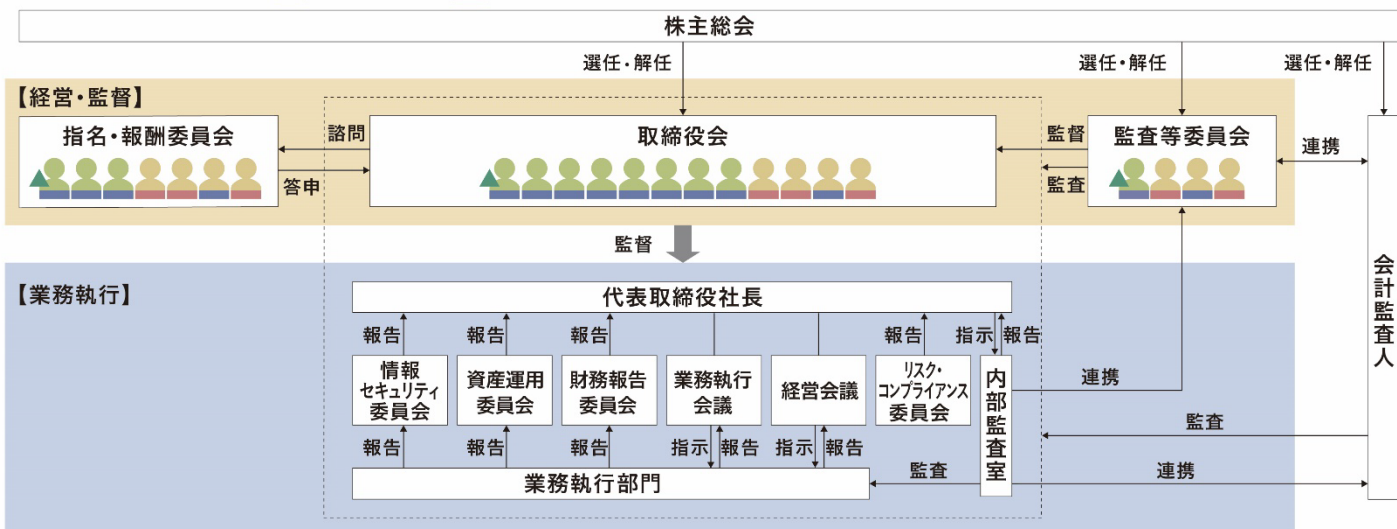 株主総会
選任・解任
選任・解任
選任・解任
【経営・監督】
指名・報酬委員会
諮問
答申
取締役会
監督
監査
監査等委員会
連携
監督
会計監査人
【業務執行】
代表取締役社長
報告
報告
報告
報告
指示
報告
情報
セキュリティ
委員会
資産運用
委員会
財務報告
委員会
業務執行
会議
経営会議
リスク・
コンプライアンス
委員会
内部監査室
連携
監査
報告
報告
報告
指示
報告
指示
報告
業務執行部門
監査
連携